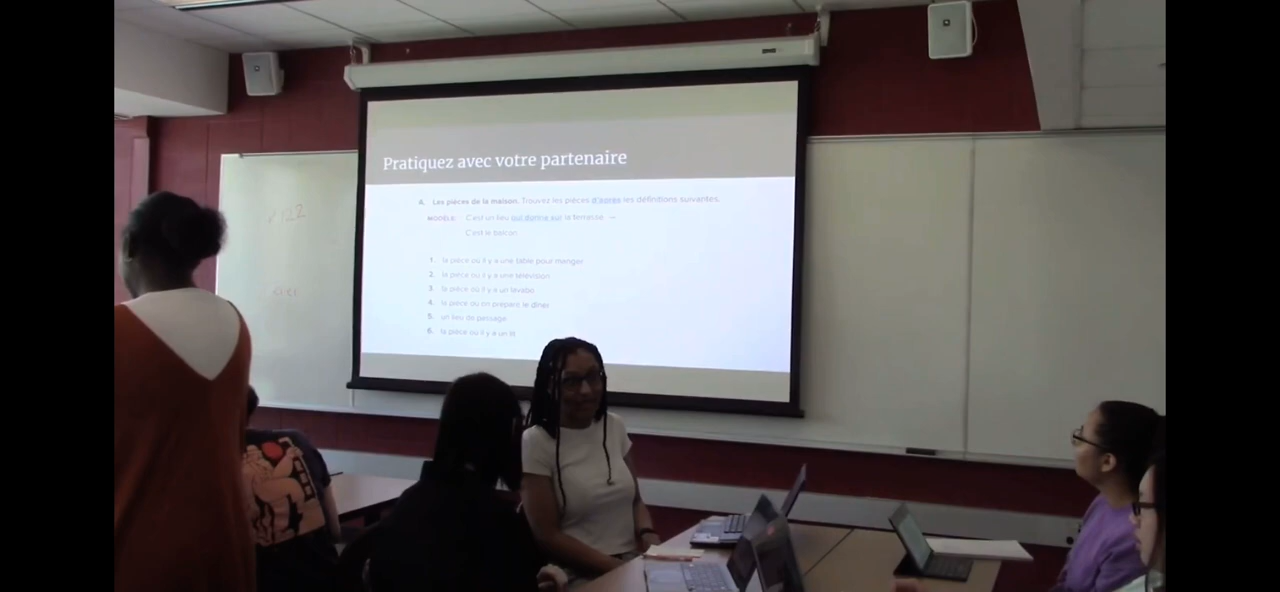 Pratiquez avec votre partenaire
A. Les pièces de la maison. Trouvez les pièces d'après les définitions suivantes.
MODÈLE: C'est un lieu qui donne sur la terrasse. —
C'est le balcon.
1. la pièce où il y a une table pour manger
2. la pièce où il y a une télévision
3. la pièce où il y a un lavabo
4. la pièce où on prépare le dîner
5. un lieu de passage
6. la pièce où il y a un lit